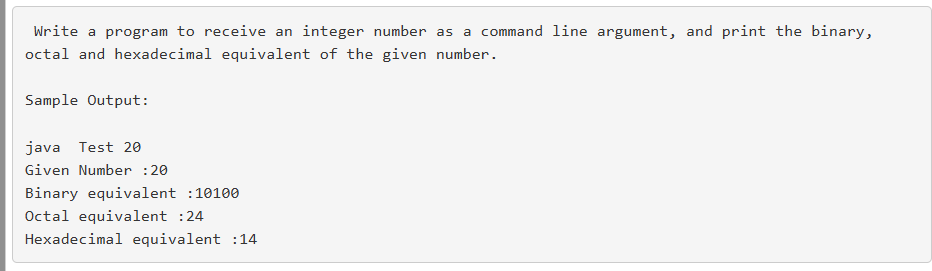 Write a program to receive an integer number as a command line argument, and print the binary,
octal and hexadecimal equivalent of the given number.
Sample Output:
java  Test 20
Given Number :20
Binary equivalent :10100
Octal equivalent :24
Hexadecimal equivalent :14